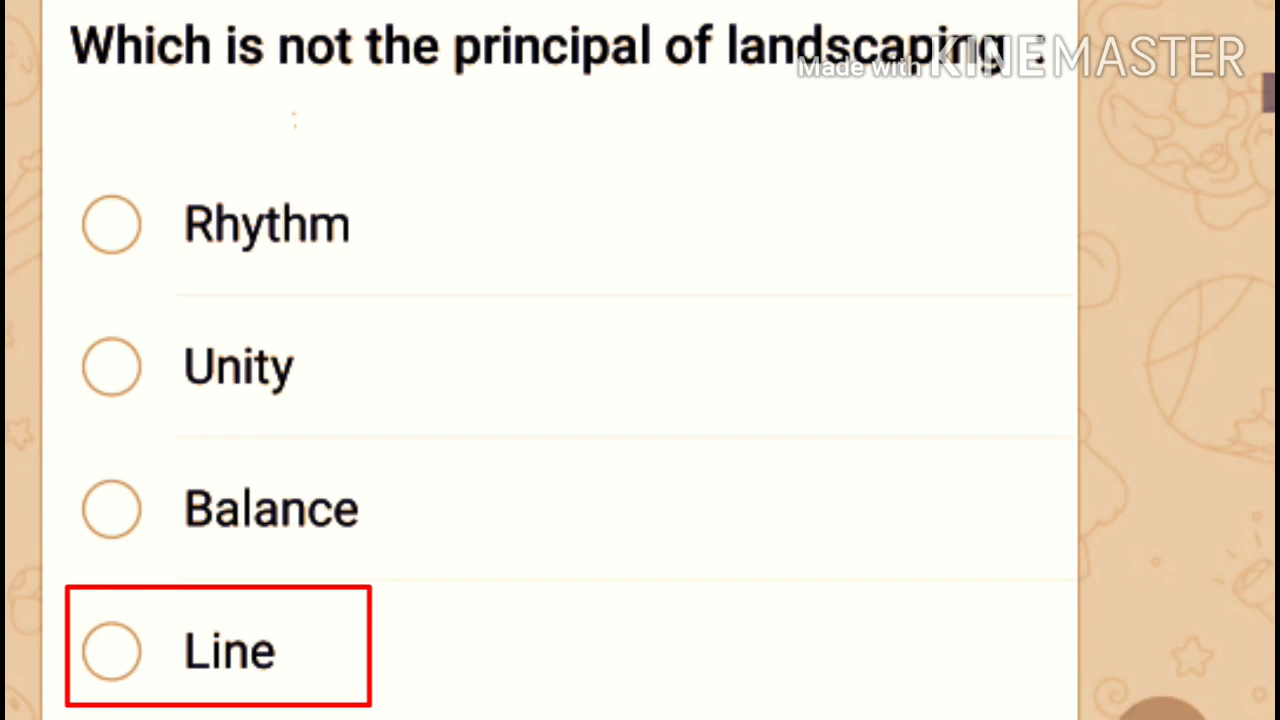 Which is not the principal of landscaping :
Made with KINEMASTER
Rhythm
Unity
Balance
Line